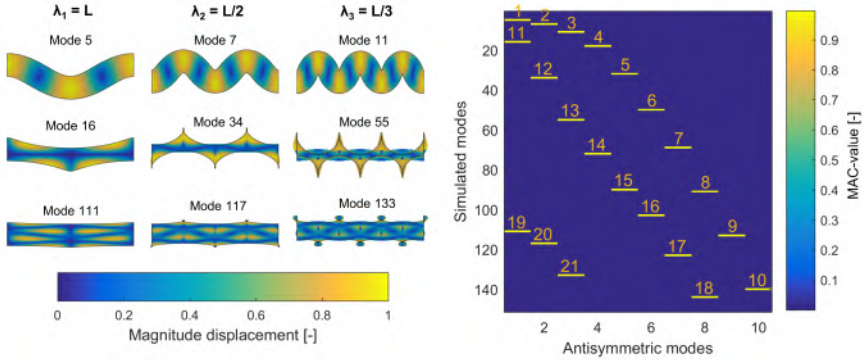 λ₁ = L
λ₂ = L/2
λ₃ = L/3
Mode 5
Mode 7
Mode 11
Mode 16
Mode 34
Mode 55
Mode 111
Mode 117
Mode 133
0 0.2 0.4 0.6 0.8 1
Magnitude displacement [-]
Simulated modes
20
40
60
80
100
120
140
1
2
3
4
11
5
12
6
13
7
14
8
15
16
9
19
20
17
21
10
18
2 4 6 8 10
Antisymmetric modes
0.9
0.8
0.7
0.6
0.5
0.4
0.3
0.2
0.1
MAC-value [-]